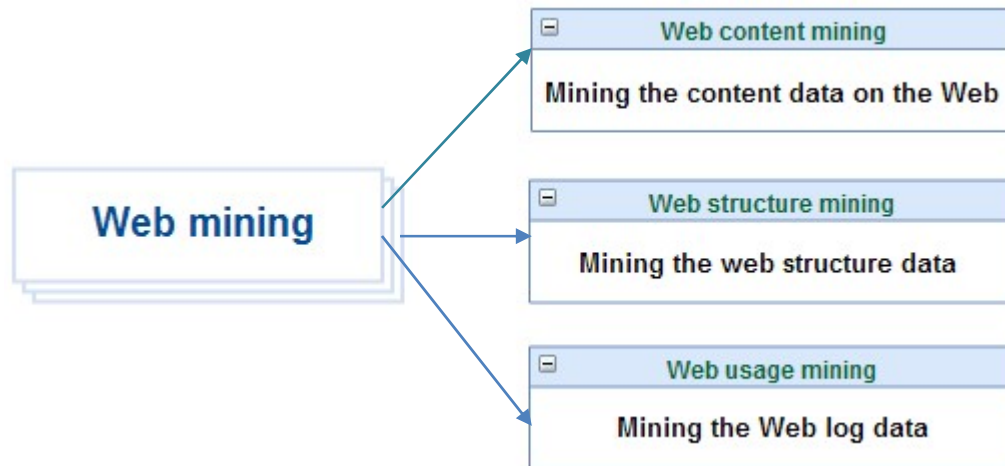 Web mining
Web content mining
Mining the content data on the Web
Web structure mining
Mining the web structure data
Web usage mining
Mining the Web log data